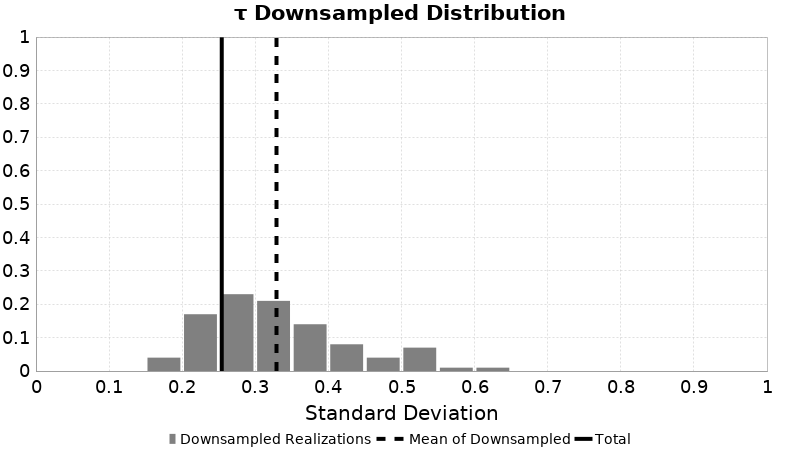 τ Downsampled Distribution
1
0.9
0.8
0.7
0.6
0.5
0.4
0.3
0.2
0.1
0
0 0.1 0.2 0.3 0.4 0.5 0.6 0.7 0.8 0.9 1
Standard Deviation
Downsampled Realizations Mean of Downsampled Total